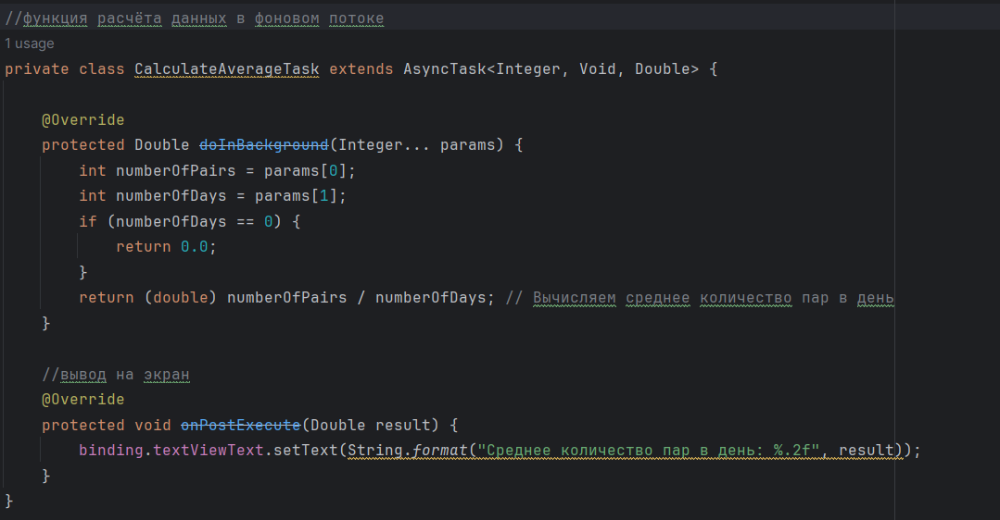 //функция расчёта данных в фоновом потоке
1 usage
private class CalculateAverageTask extends AsyncTask<Integer, Void, Double> {
@Override
protected Double doInBackground(Integer... params) {
int numberOfPairs = params[0];
int numberOfDays = params[1];
if (numberOfDays == 0) {
return 0.0;
}
return (double) numberOfPairs / numberOfDays; // Вычисляем среднее количество пар в день
}
//вывод на экран
@Override
protected void onPostExecute(Double result) {
binding.textViewText.setText(String.format("Среднее количество пар в день: %.2f", result));
}
}